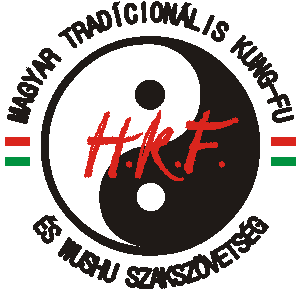 MAGYAR TRADÍCIONÁLIS KUNG-FU
H.K.F.
ÉS WUSHU SZAKSZÖVETSÉG